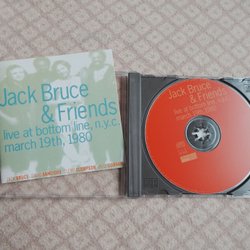 Jack Bruce
& Friends
live at bottom line, n.y.c.
march 19th, 1980
Jack Bruce
& Friends
live at bottom line, n.y.c.
march 19th, 1980